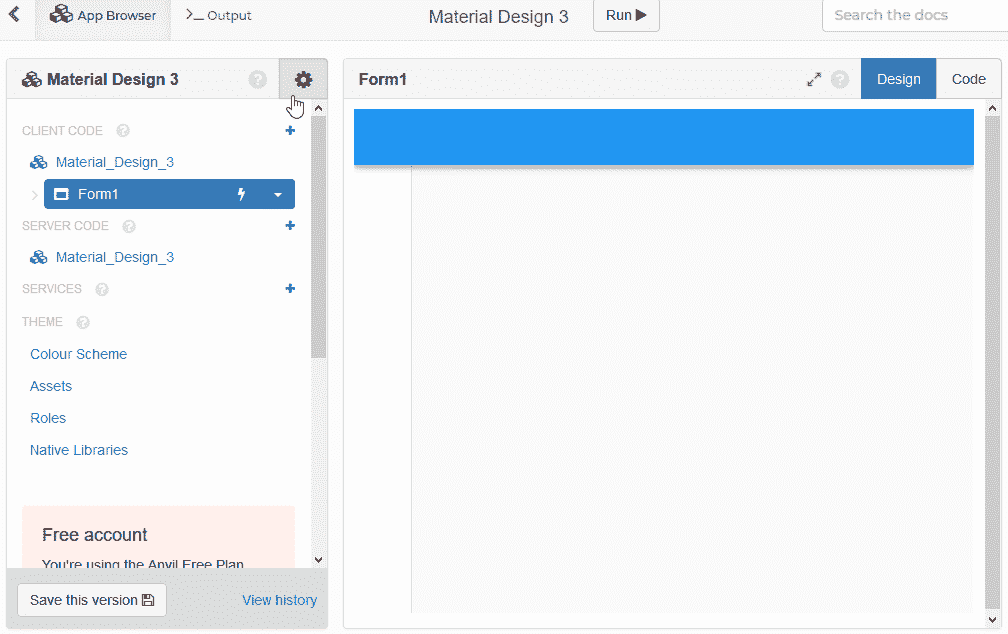 App Browser
Output
Material Design 3
Run
Search the docs
Material Design 3
Form1
Design
Code
CLIENT CODE
Material_Design_3
Form1
SERVER CODE
Material_Design_3
SERVICES
THEME
Colour Scheme
Assets
Roles
Native Libraries
Free account
You're using the Anvil Free Plan
Save this version
View history